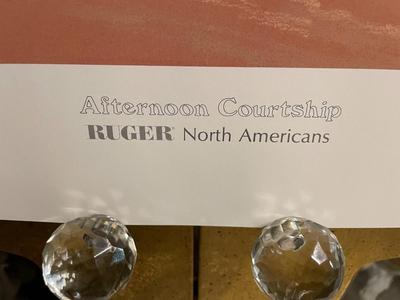 Afternoon Courtship
RUGER® North Americans